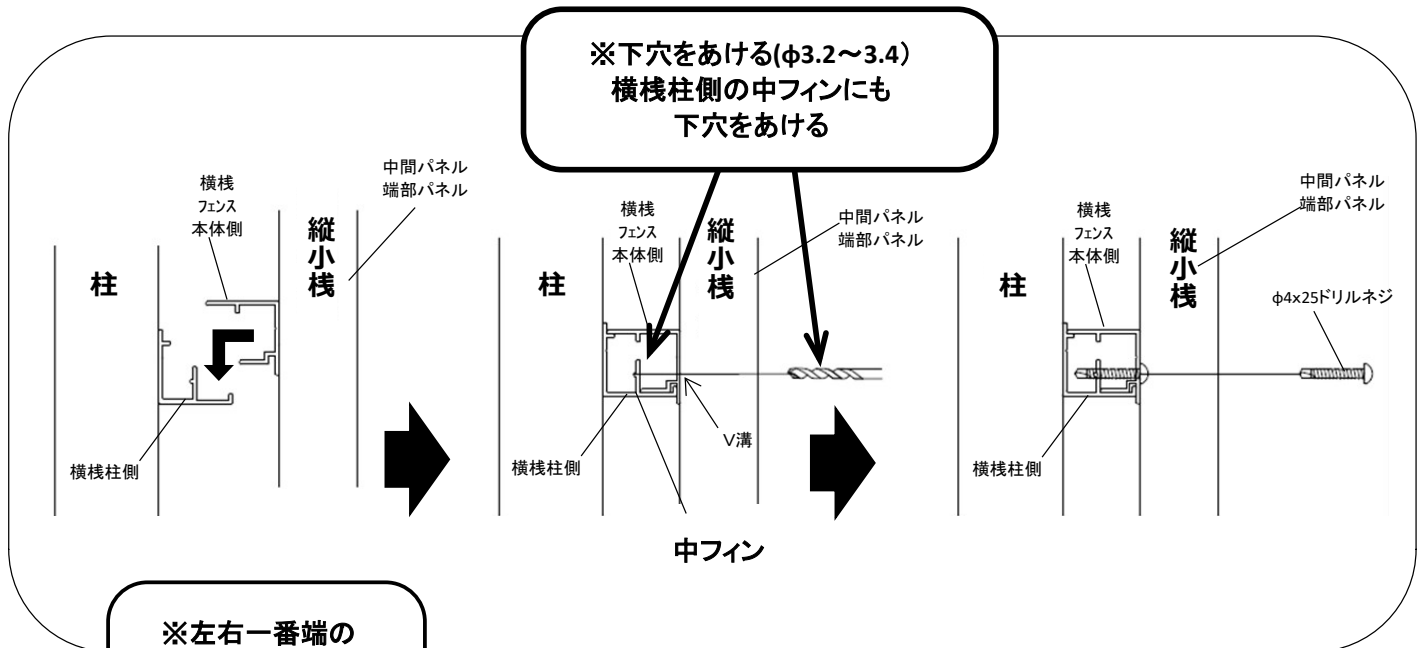 ※下穴をあける(φ3.2～3.4)
横桟柱側の中フィンにも
下穴をあける
横桟
フェンス
本体側
中間パネル
端部パネル
縦小桟
柱
横桟柱側
横桟
フェンス
本体側
縦小桟
中間パネル
端部パネル
柱
V溝
横桟柱側
中フィン
横桟
フェンス
本体側
縦小桟
中間パネル
端部パネル
柱
φ4x25ドリルネジ
横桟柱側
※左右一番端の